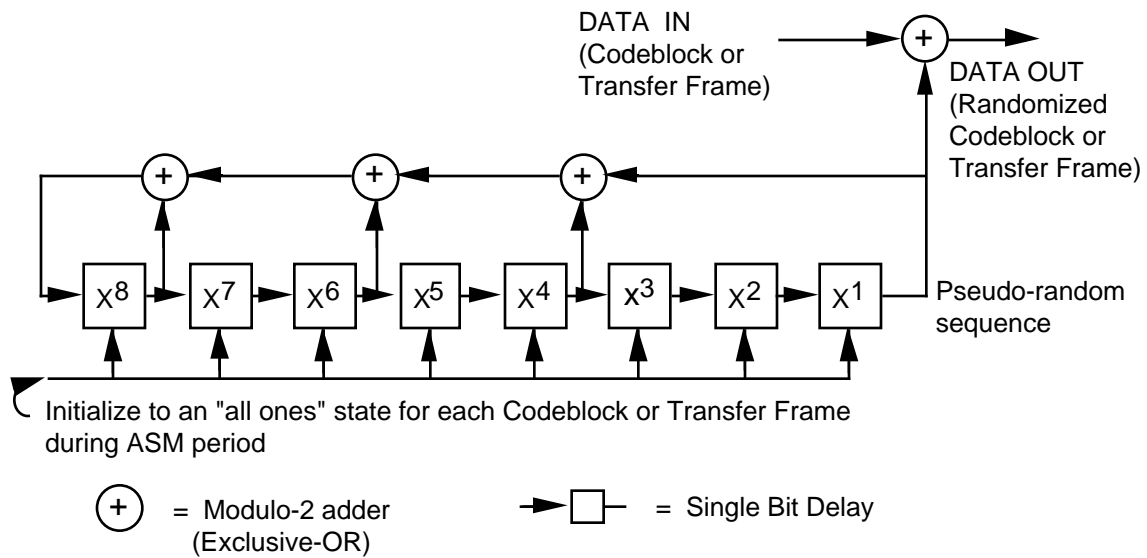 DATA IN
(Codeblock or
Transfer Frame)
+
DATA OUT
(Randomized
Codeblock or
Transfer Frame)
+ + +
X8 X7 X6 X5 X4 x3 X2 X1
Pseudo-random
sequence
Initialize to an "all ones" state for each Codeblock or Transfer Frame
during ASM period
+ = Modulo-2 adder
(Exclusive-OR)
= Single Bit Delay